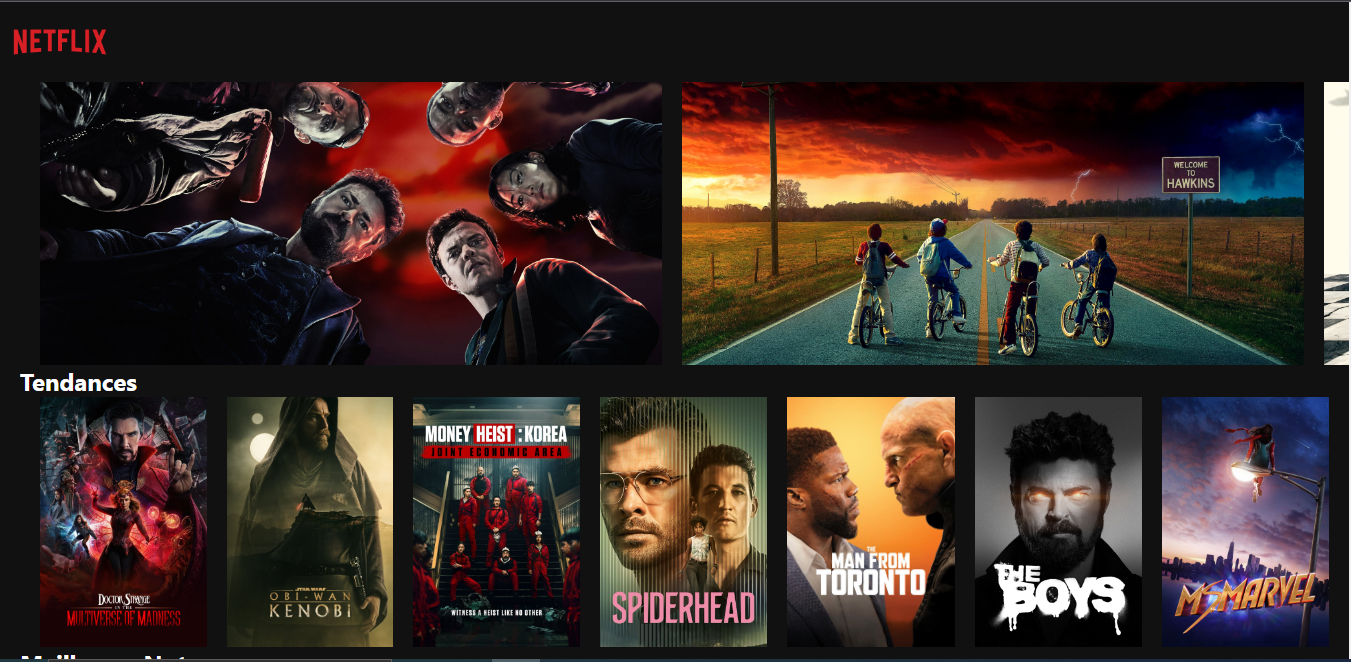 NETFLIX
WELCOME
TO
HAWKINS
Tendances
DOCTOR STRANGE
IN THE
MULTIVERSE OF MADNESS
STAR WARS
OBI-WAN
KENOBI
MONEY HEIST : KOREA
JOINT ECONOMIC AREA
WITNESS A HEIST LIKE NO OTHER
SPIDERHEAD
THE
MAN FROM
TORONTO
THE
BOYS
MS MARVEL